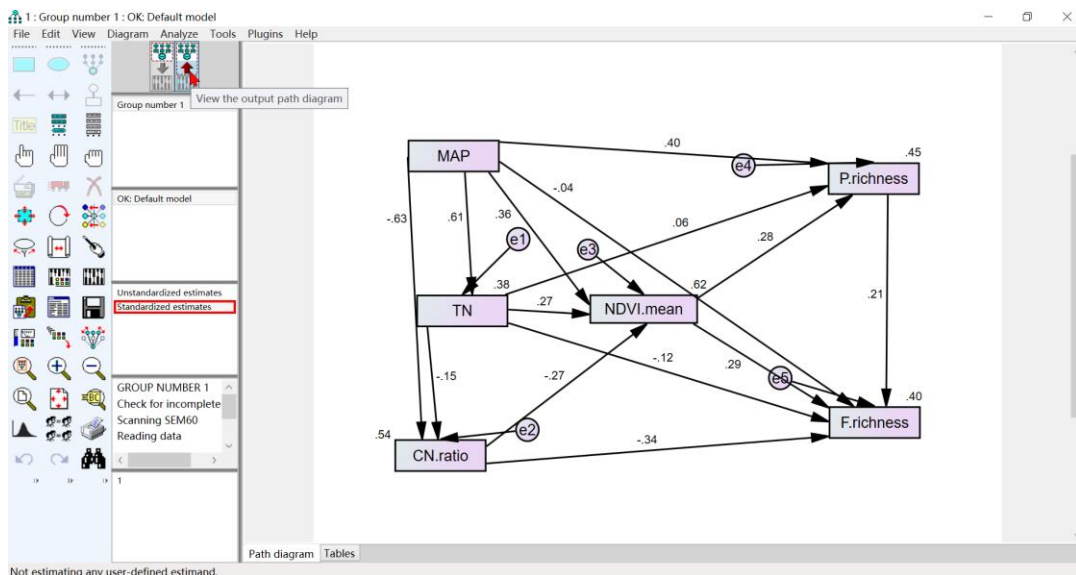 1 : Group number 1 : OK: Default model
File Edit View Diagram Analyze Tools Plugins Help
Title
View the output path diagram
Group number 1
OK: Default model
Unstandardized estimates
Standardized estimates
GROUP NUMBER 1
Check for incomplete
Scanning SEM60
Reading data
1
MAP
.40
e4
.45
P.richness
-.04
-.63
.61
.36
.06
e1
e3
.28
.38
.62
TN
.27
NDVI.mean
.21
-.12
.29
-.15
-.27
e5
.40
F.richness
e2
.54
-.34
CN.ratio
Path diagram Tables
Not estimating any user-defined estimand.